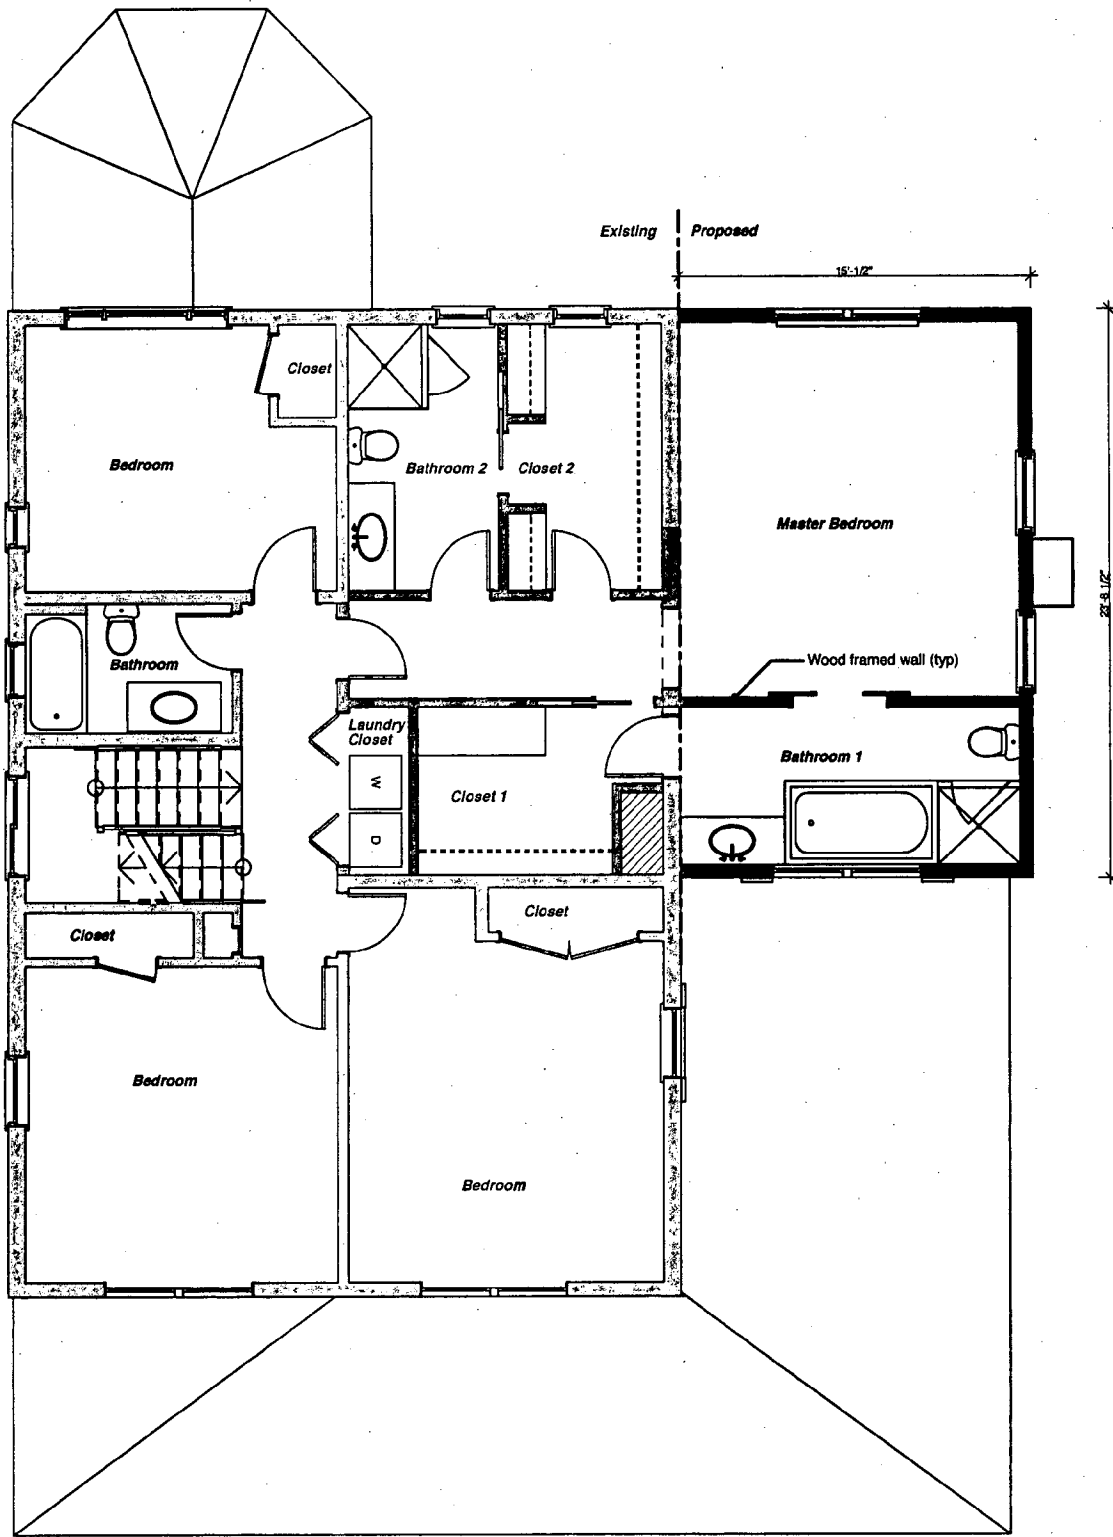 Existing
Proposed
15'-1/2"
Closet
Bedroom
Bathroom 2
Closet 2
Master Bedroom
23'-8 1/2"
Wood framed wall (typ)
Bathroom
Laundry
Closet
Bathroom 1
W
Closet 1
D
Closet
Closet
Bedroom
Bedroom